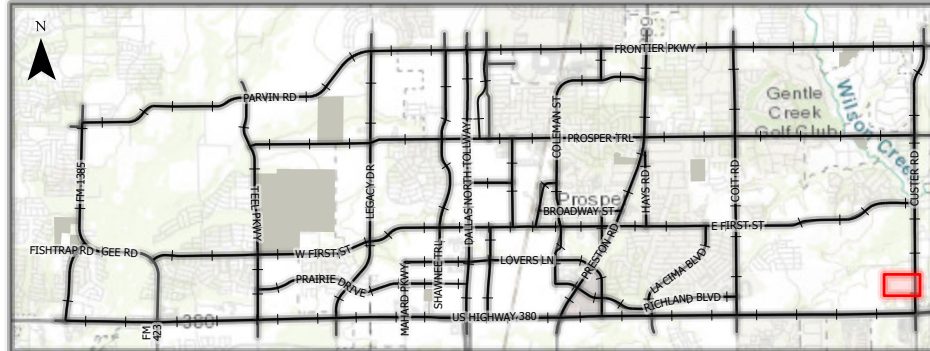 N
FRONTIER PKWY
PARVIN RD
Gentle
Creek
Golf Club
Wilson Creek
PROSPER TRL
COLEMAN ST
DALLAS NORTH TOLLWAY
FM 1385
TEEL PKWY
LEGACY DR
HAYS RD
COIT RD
CUSTER RD
Prosper
BROADWAY ST
E FIRST ST
FISHTRAP RD
GEE RD
W FIRST ST
SHAWNEE TRL
PRESTON RD
LOVERS LN
LA CIMA BLVD
PRAIRIE DRIVE
MAHARD PKWY
RICHLAND BLVD
US HIGHWAY 380
FM
423
380